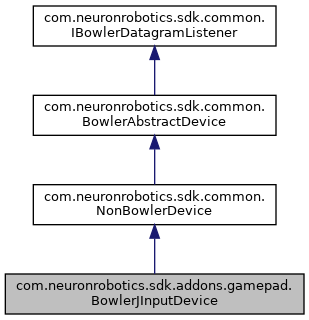 com.neuronrobotics.sdk.common.
IBowlerDatagramListener
com.neuronrobotics.sdk.common.
BowlerAbstractDevice
com.neuronrobotics.sdk.common.
NonBowlerDevice
com.neuronrobotics.sdk.addons.gamepad.
BowlerJInputDevice